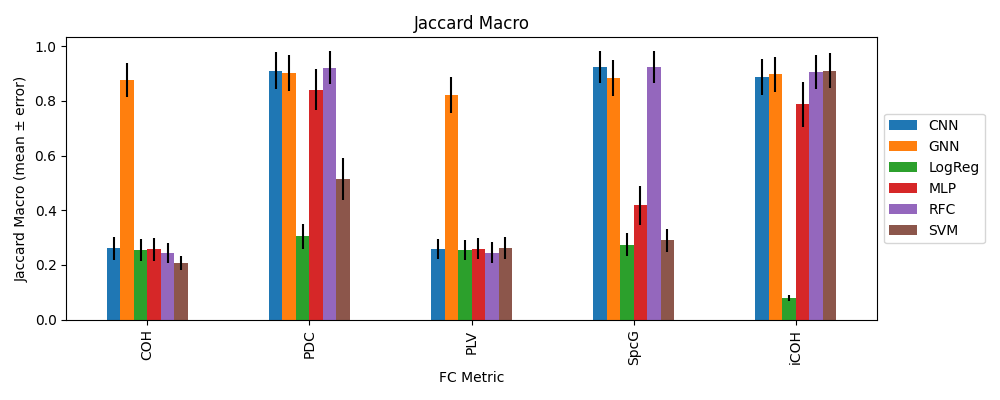 Jaccard Macro
Jaccard Macro (mean ± error)
1.0
0.8
0.6
0.4
0.2
0.0
COH
PDC
PLV
SpcG
iCOH
FC Metric
CNN
GNN
LogReg
MLP
RFC
SVM